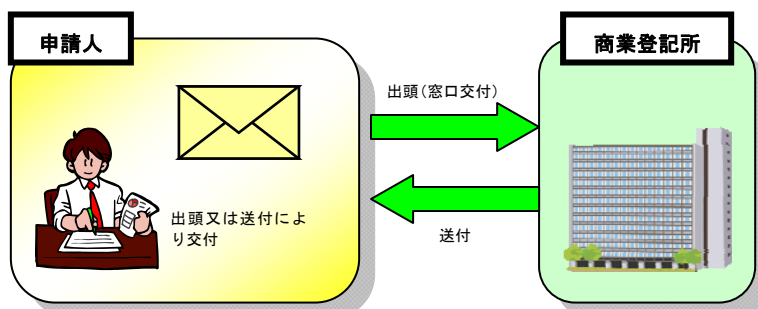 申請人
商業登記所
出頭（窓口交付）
出頭又は送付によ
り交付
送付